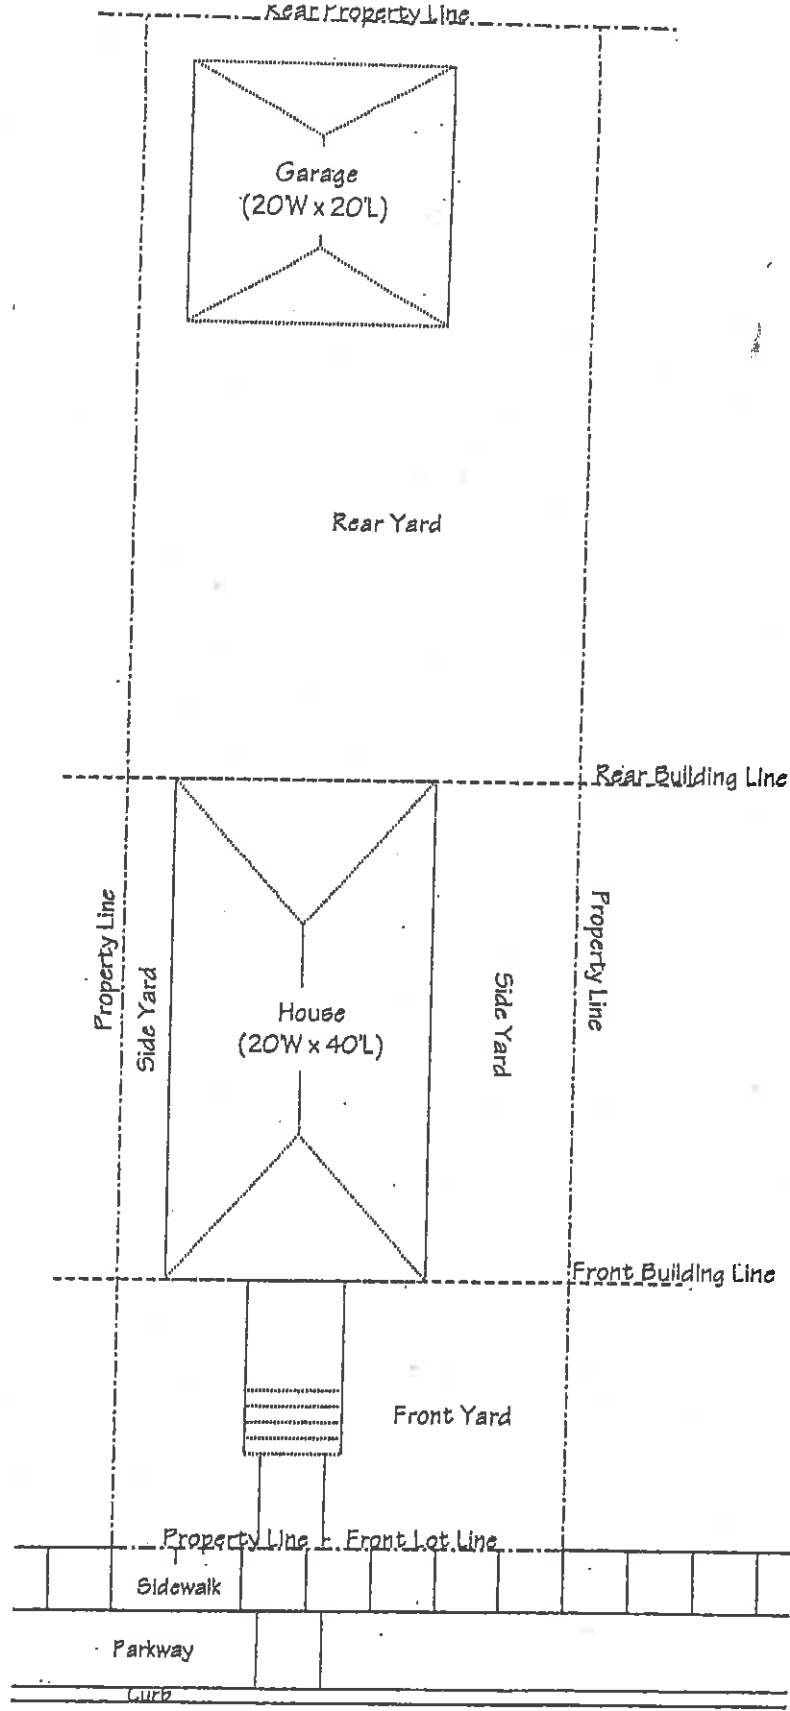 Rear Property Line
Garage
(20'W x 20'L)
Rear Yard
Rear Building Line
Property Line
Side Yard
House
(20'W x 40'L)
Side Yard
Property Line
Front Building Line
Front Yard
Property Line - Front Lot Line
Sidewalk
Parkway
Curb